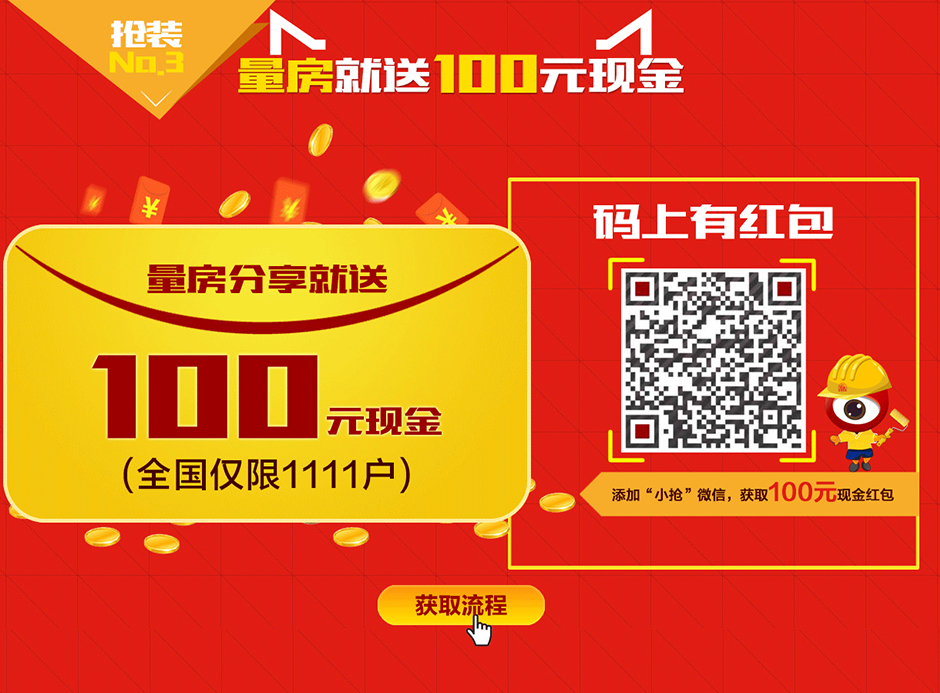 抢装
No.3
量房就送100元现金
码上有红包
量房分享就送
100元现金
(全国仅限1111户)
添加“小抢”微信，获取100元现金红包
获取流程